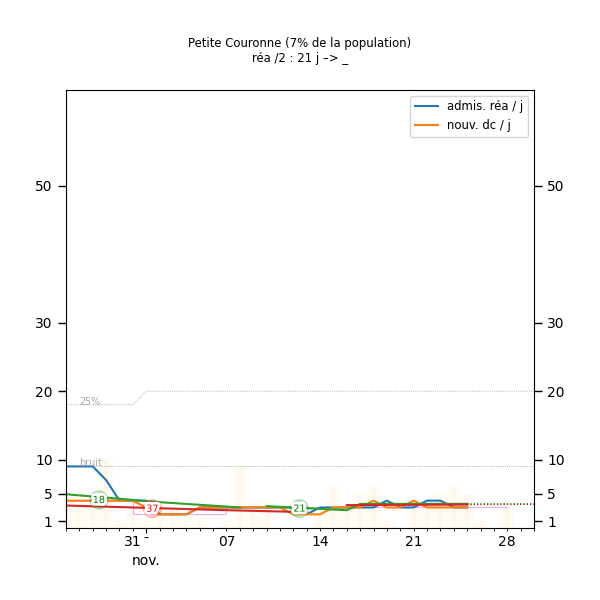 Petite Couronne (7% de la population)
réa /2 : 21 j –> _
admis. réa / j
nouv. dc / j
50 50
30 30
25%
20 20
bruit
10 10
18
5 5
37
21
1 1
31 07 14 21 28
nov.